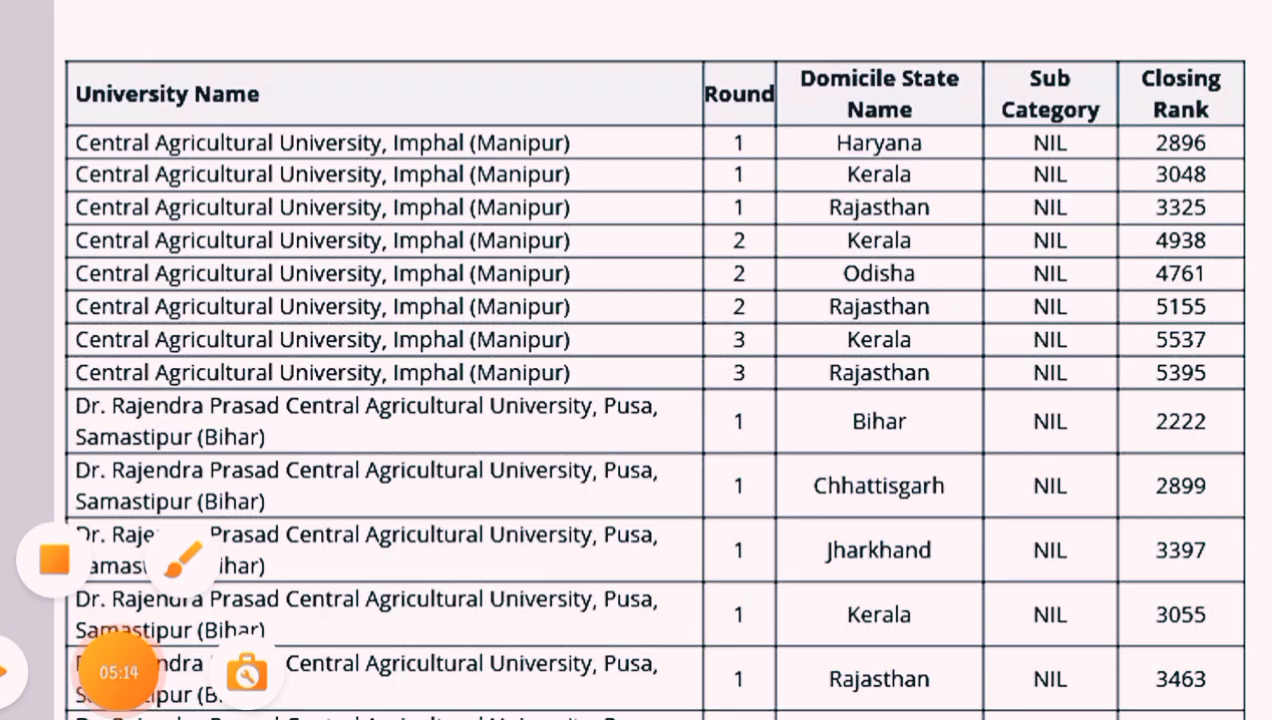 University Name Round Domicile State Name Sub Category Closing Rank
Central Agricultural University, Imphal (Manipur) 1 Haryana NIL 2896
Central Agricultural University, Imphal (Manipur) 1 Kerala NIL 3048
Central Agricultural University, Imphal (Manipur) 1 Rajasthan NIL 3325
Central Agricultural University, Imphal (Manipur) 2 Kerala NIL 4938
Central Agricultural University, Imphal (Manipur) 2 Odisha NIL 4761
Central Agricultural University, Imphal (Manipur) 2 Rajasthan NIL 5155
Central Agricultural University, Imphal (Manipur) 3 Kerala NIL 5537
Central Agricultural University, Imphal (Manipur) 3 Rajasthan NIL 5395
Dr. Rajendra Prasad Central Agricultural University, Pusa,
Samastipur (Bihar) 1 Bihar NIL 2222
Dr. Rajendra Prasad Central Agricultural University, Pusa,
Samastipur (Bihar) 1 Chhattisgarh NIL 2899
Prasad Central Agricultural University, Pusa,
1 Jharkhand NIL 3397
Dr. Rajendra Prasad Central Agricultural University, Pusa,
Samastipur (Bihar) 1 Kerala NIL 3055
Central Agricultural University, Pusa,
1 Rajasthan NIL 3463
05:14